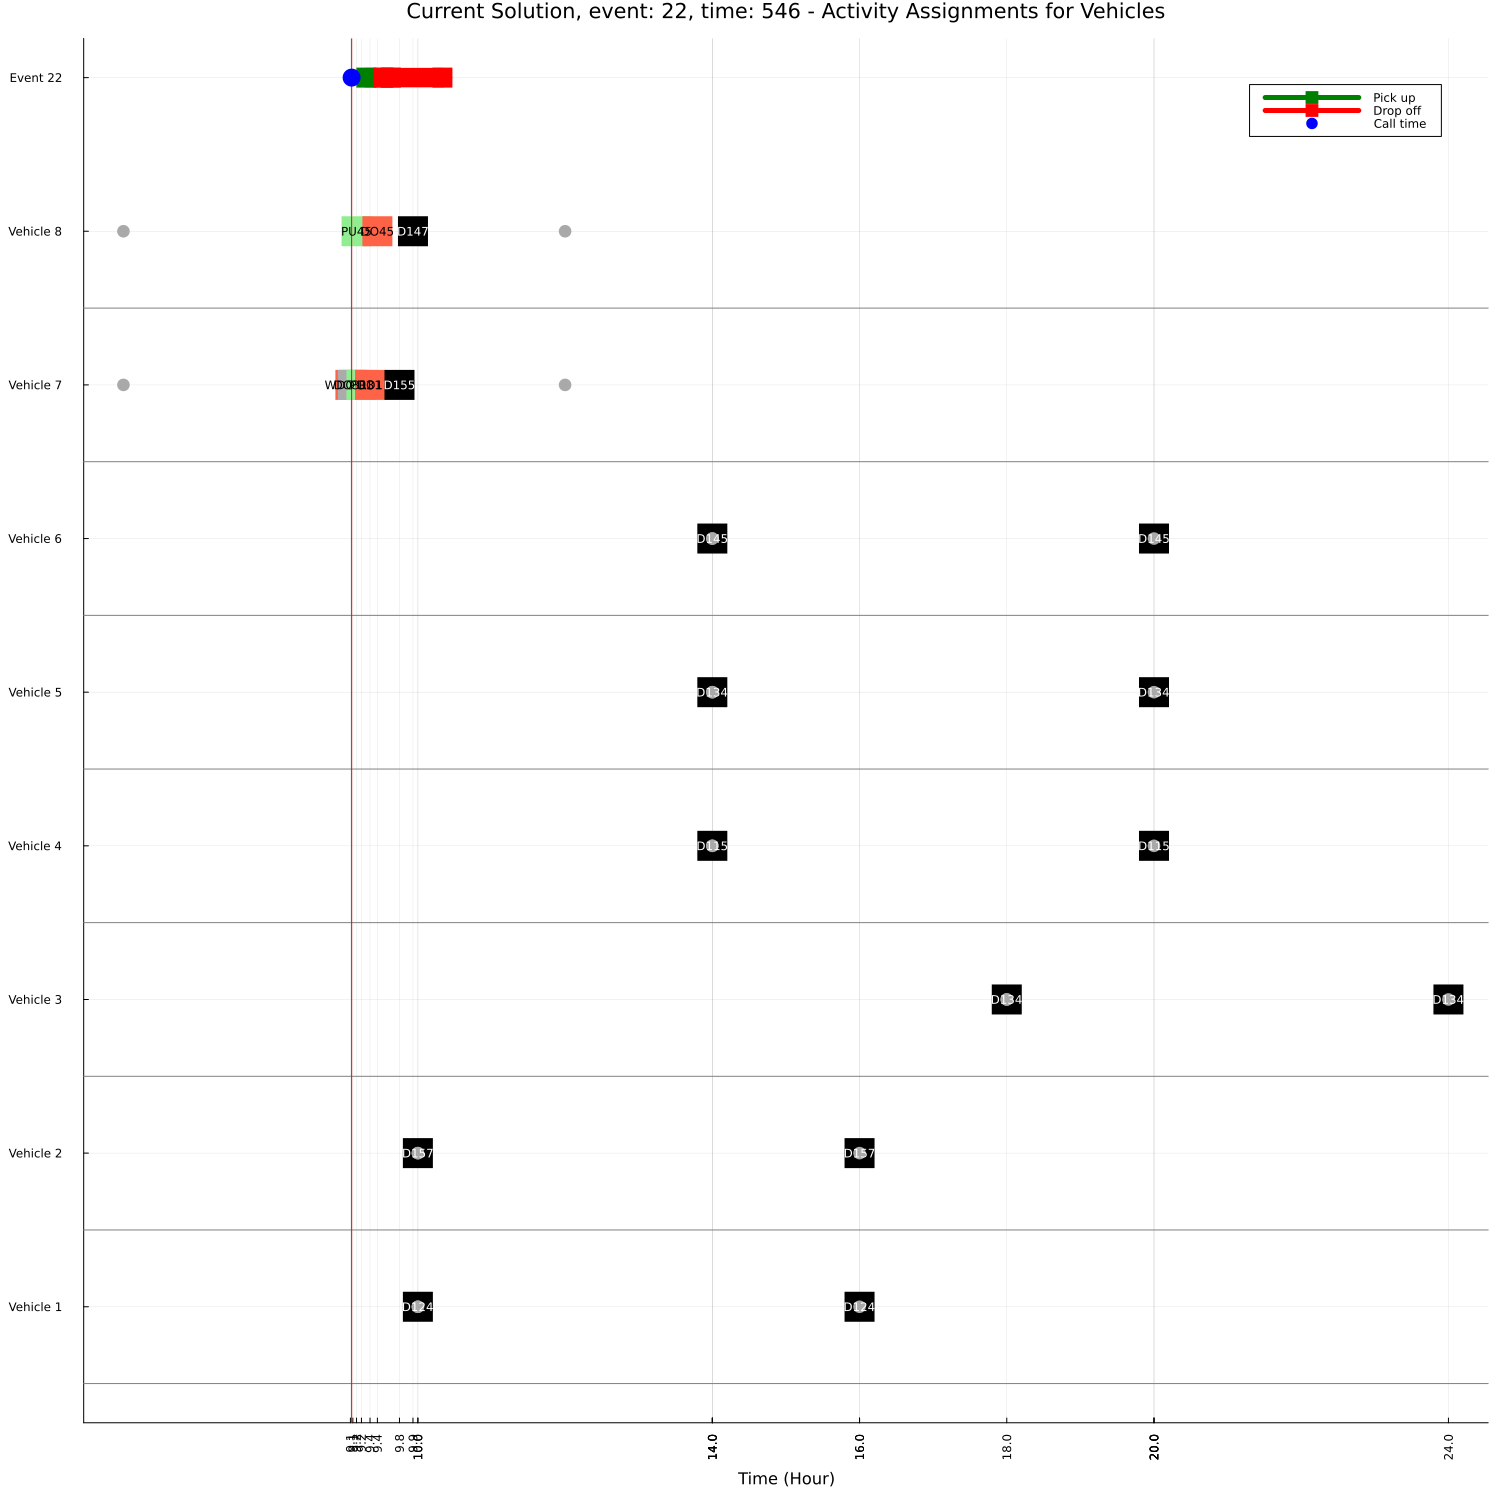 Current Solution, event: 22, time: 546 - Activity Assignments for Vehicles
Event 22
Pick up
Drop off
Call time
Vehicle 8
PU45
DO45
D147
Vehicle 7
D155
Vehicle 6
D145
D145
Vehicle 5
D134
D134
Vehicle 4
D115
D115
Vehicle 3
D134
D134
Vehicle 2
D157
D157
Vehicle 1
D124
D124
9.4
9.8
10.0
14.0
16.0
18.0
20.0
24.0
Time (Hour)